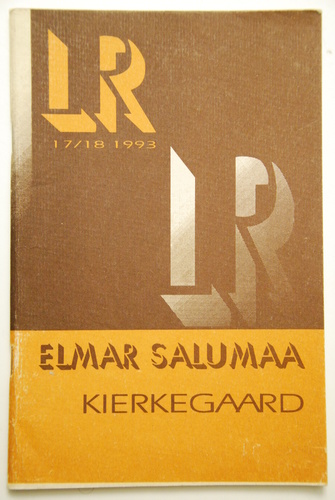 LR
17/18 1993
LR
ELMAR SALUMAA
KIERKEGAARD